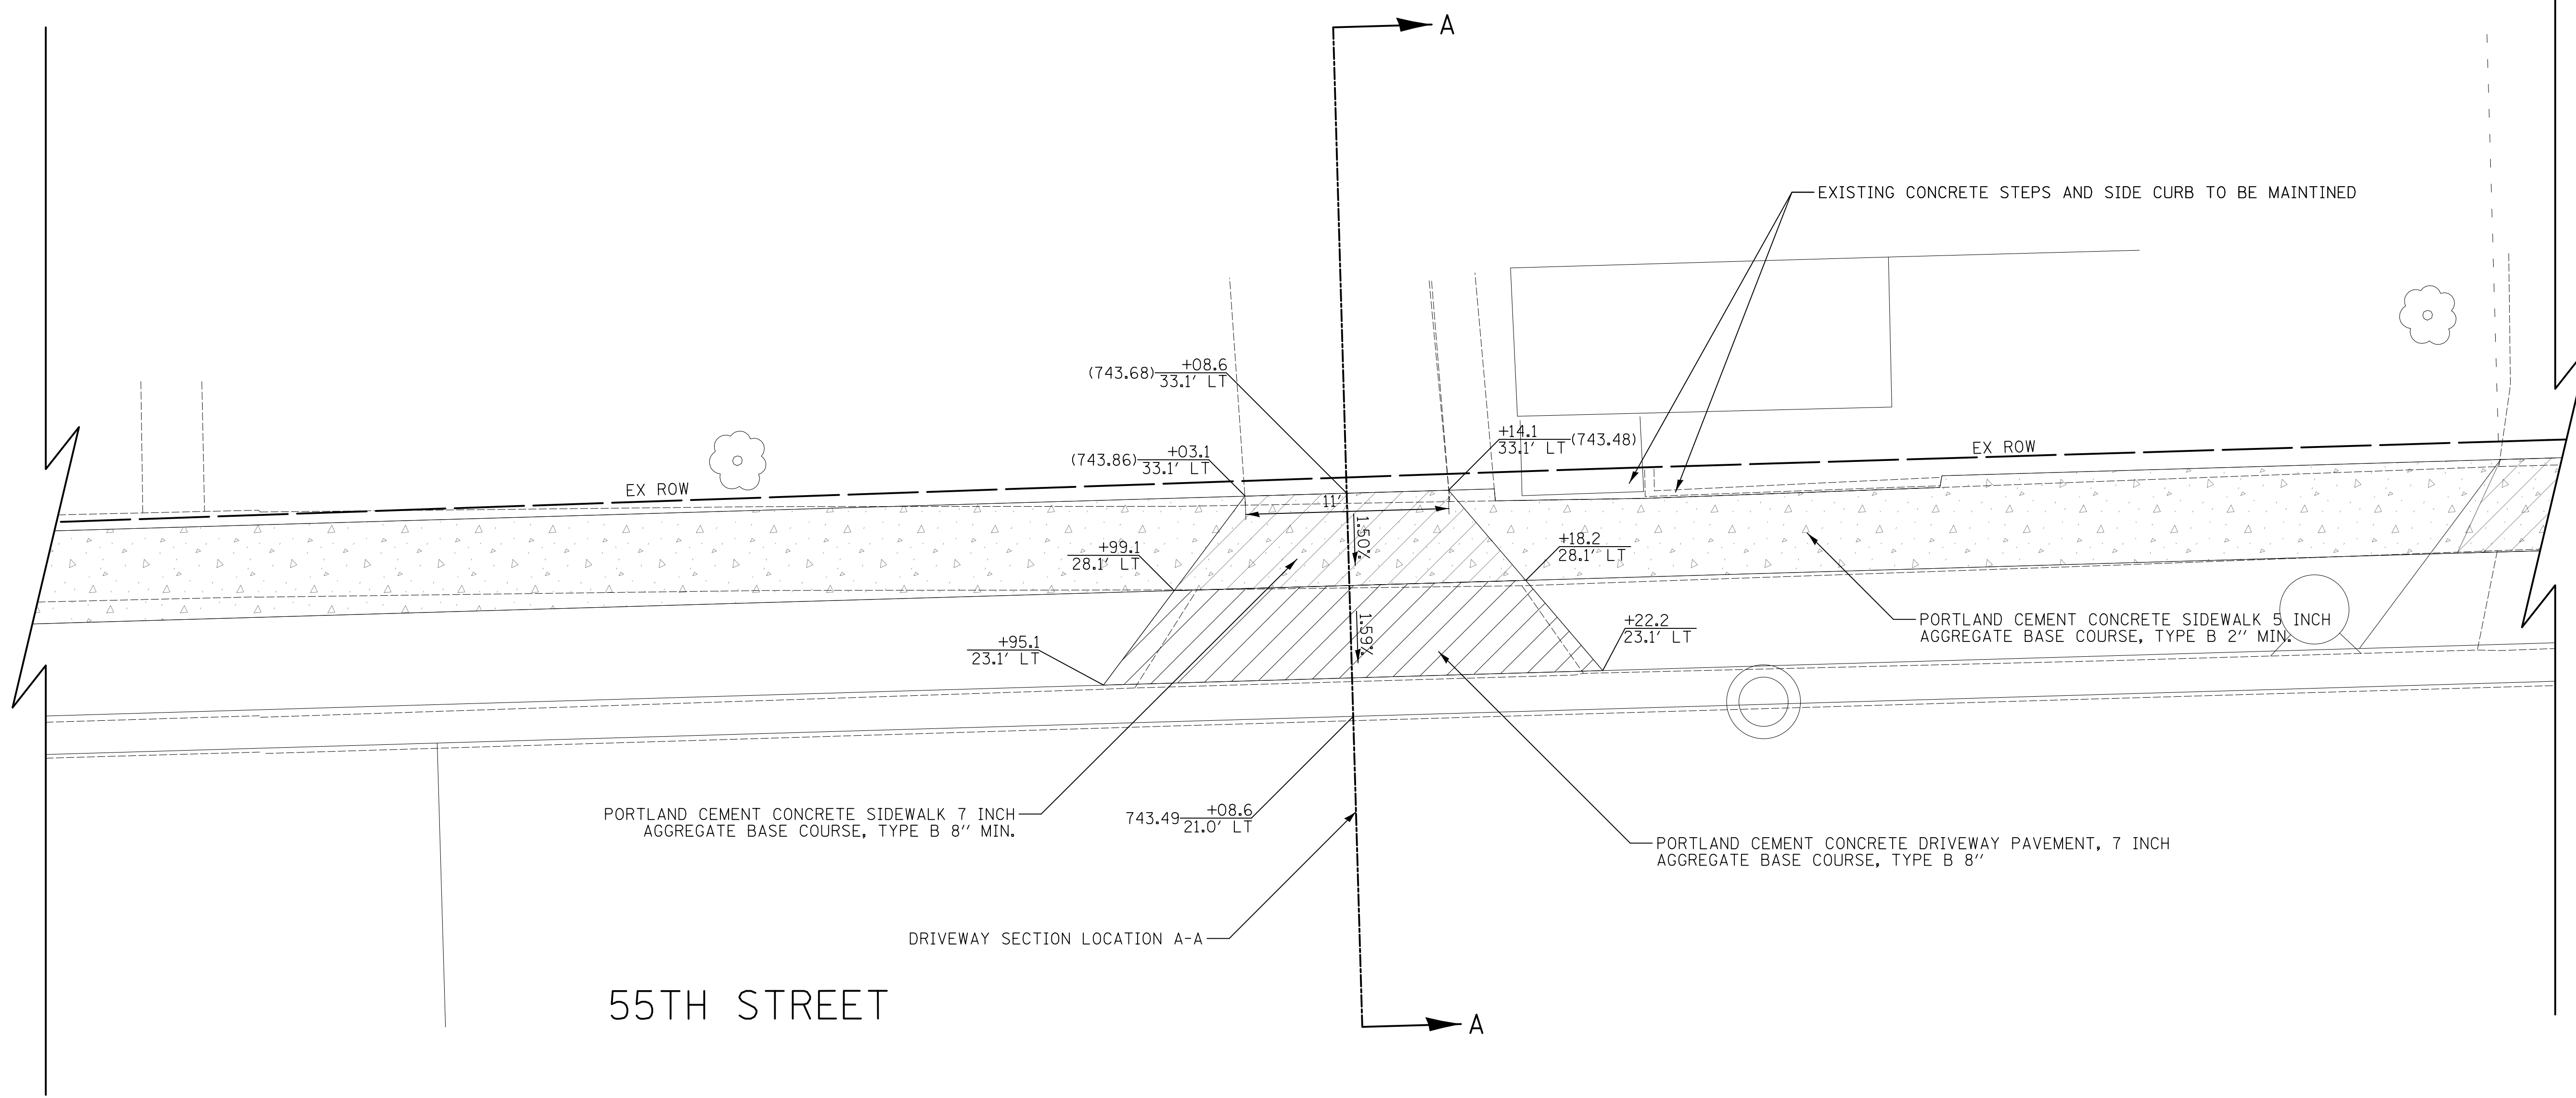 A
EXISTING CONCRETE STEPS AND SIDE CURB TO BE MAINTINED
(743.68) +08.6
33.1' LT
+14.1 (743.48)
33.1' LT
(743.86) +03.1
33.1' LT
EX ROW
EX ROW
11'
1.50%
+99.1
28.1' LT
+18.2
28.1' LT
1.59%
+95.1
23.1' LT
+22.2
23.1' LT
PORTLAND CEMENT CONCRETE SIDEWALK 5 INCH
AGGREGATE BASE COURSE, TYPE B 2" MIN.
PORTLAND CEMENT CONCRETE SIDEWALK 7 INCH
AGGREGATE BASE COURSE, TYPE B 8" MIN.
743.49 +08.6
21.0' LT
PORTLAND CEMENT CONCRETE DRIVEWAY PAVEMENT, 7 INCH
AGGREGATE BASE COURSE, TYPE B 8"
DRIVEWAY SECTION LOCATION A-A
55TH STREET
A